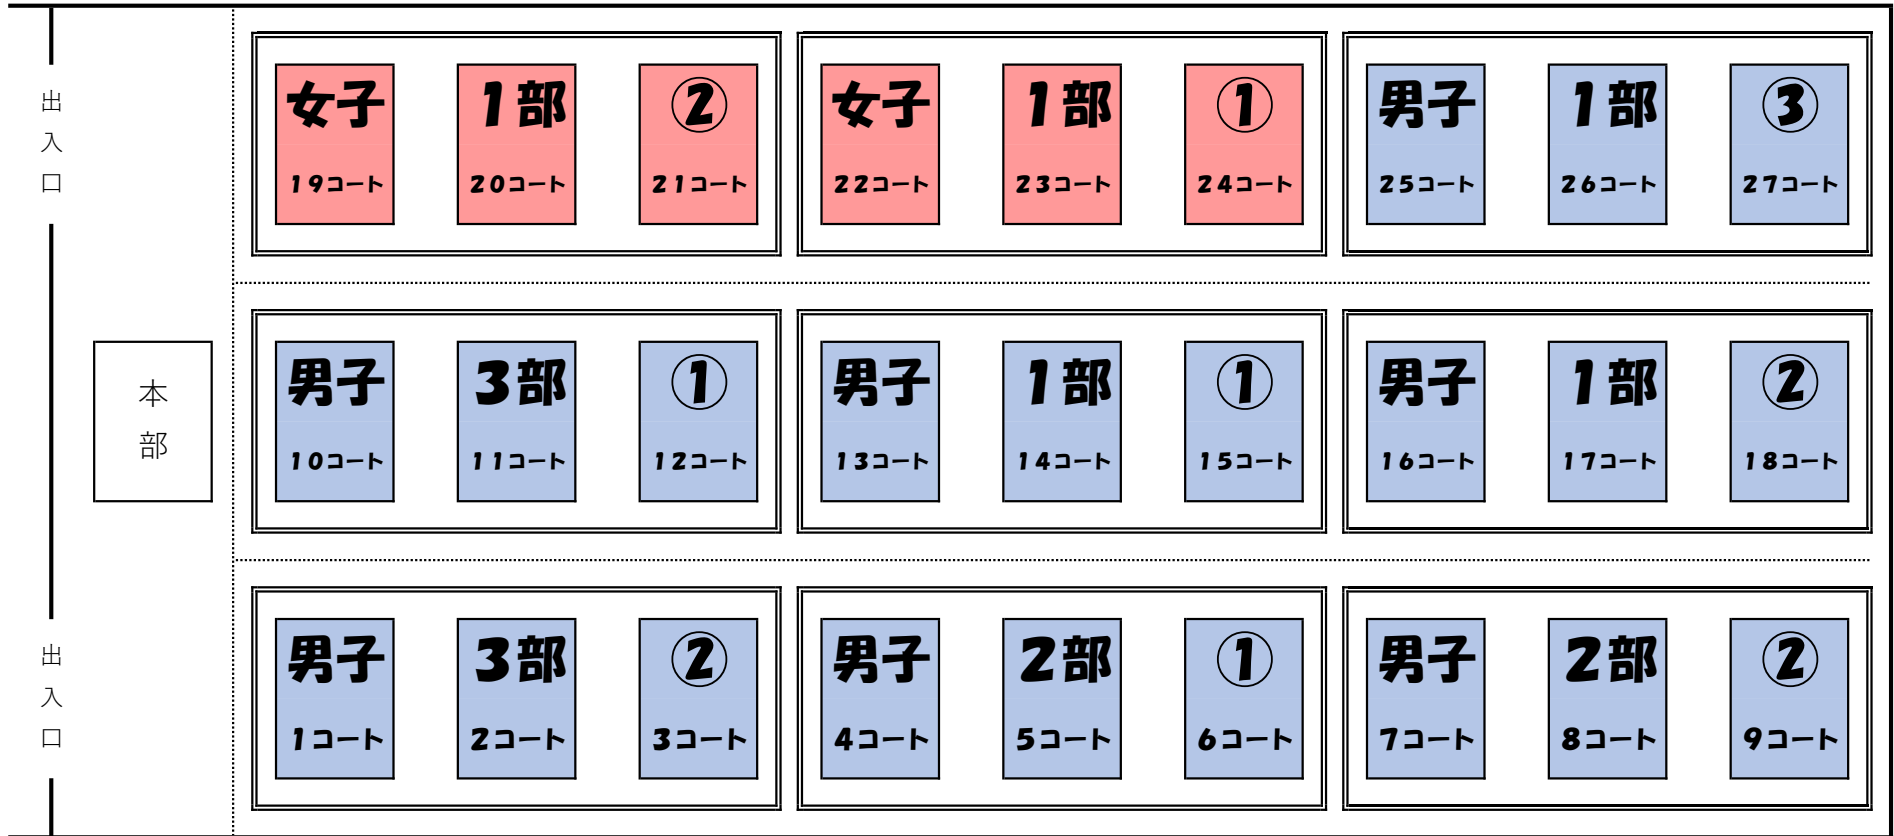 出入口
女子 1部 ②
19コート 20コート 21コート
女子 1部 ①
22コート 23コート 24コート
男子 1部 ③
25コート 26コート 27コート
本部
男子 3部 ①
10コート 11コート 12コート
男子 1部 ①
13コート 14コート 15コート
男子 1部 ②
16コート 17コート 18コート
出入口
男子 3部 ②
1コート 2コート 3コート
男子 2部 ①
4コート 5コート 6コート
男子 2部 ②
7コート 8コート 9コート